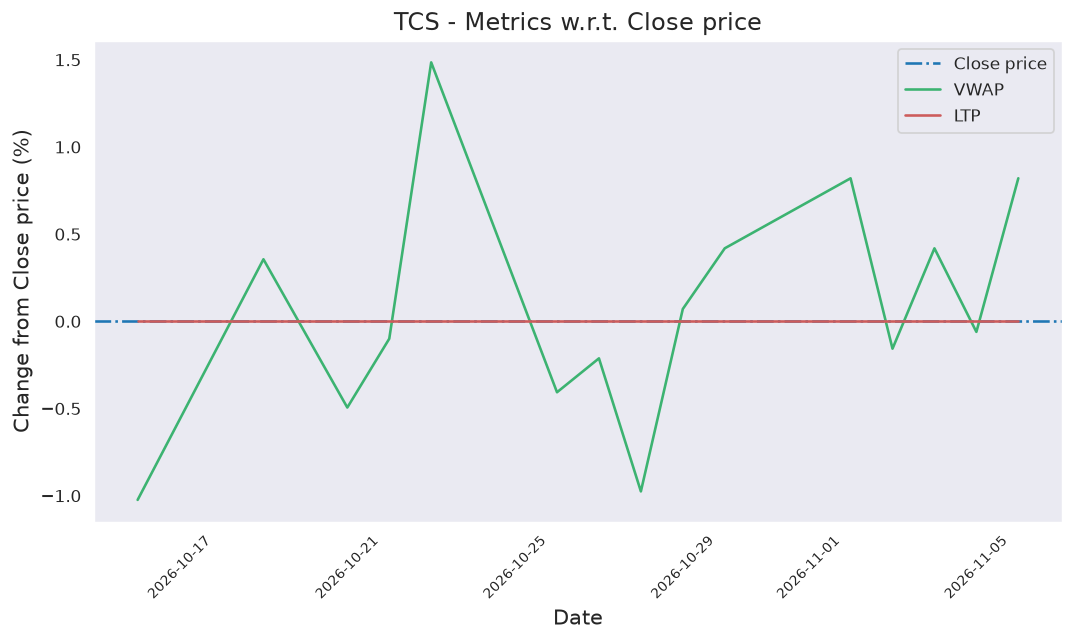 TCS - Metrics w.r.t. Close price
Change from Close price (%)
1.5
1.0
0.5
0.0
−0.5
−1.0
Close price
VWAP
LTP
2026-10-17
2026-10-21
2026-10-25
2026-10-29
2026-11-01
2026-11-05
Date